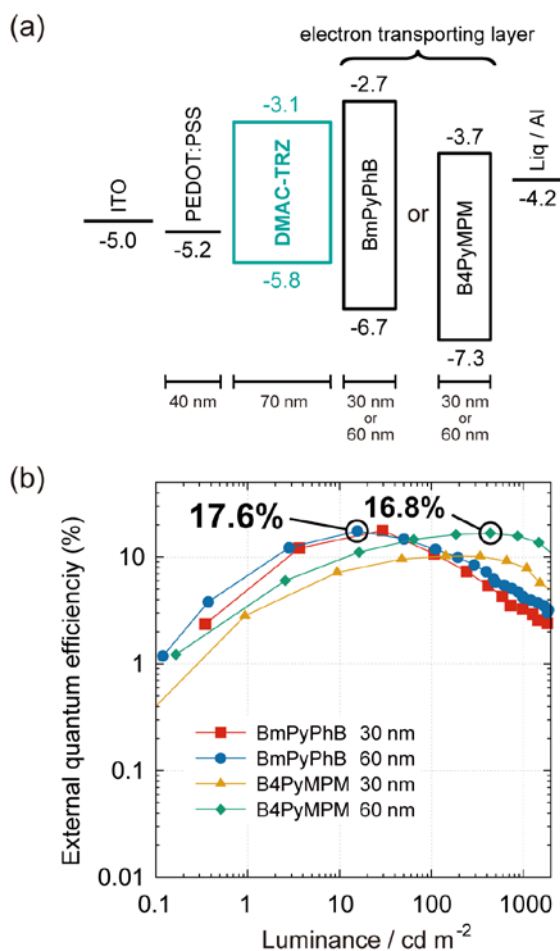 (a)
electron transporting layer
-2.7
-3.1
-3.7
ITO
PEDOT:PSS
DMAC-TRZ
BmPyPhB
or
B4PyMPM
Liq / Al
-4.2
-5.0
-5.2
-5.8
-6.7
-7.3
40 nm
70 nm
30 nm
or
60 nm
30 nm
or
60 nm
(b)
17.6%
16.8%
External quantum efficienciy (%)
10
1
0.1
0.01
BmPyPhB 30 nm
BmPyPhB 60 nm
B4PyMPM 30 nm
B4PyMPM 60 nm
0.1
1
10
100
1000
Luminance / cd m⁻²